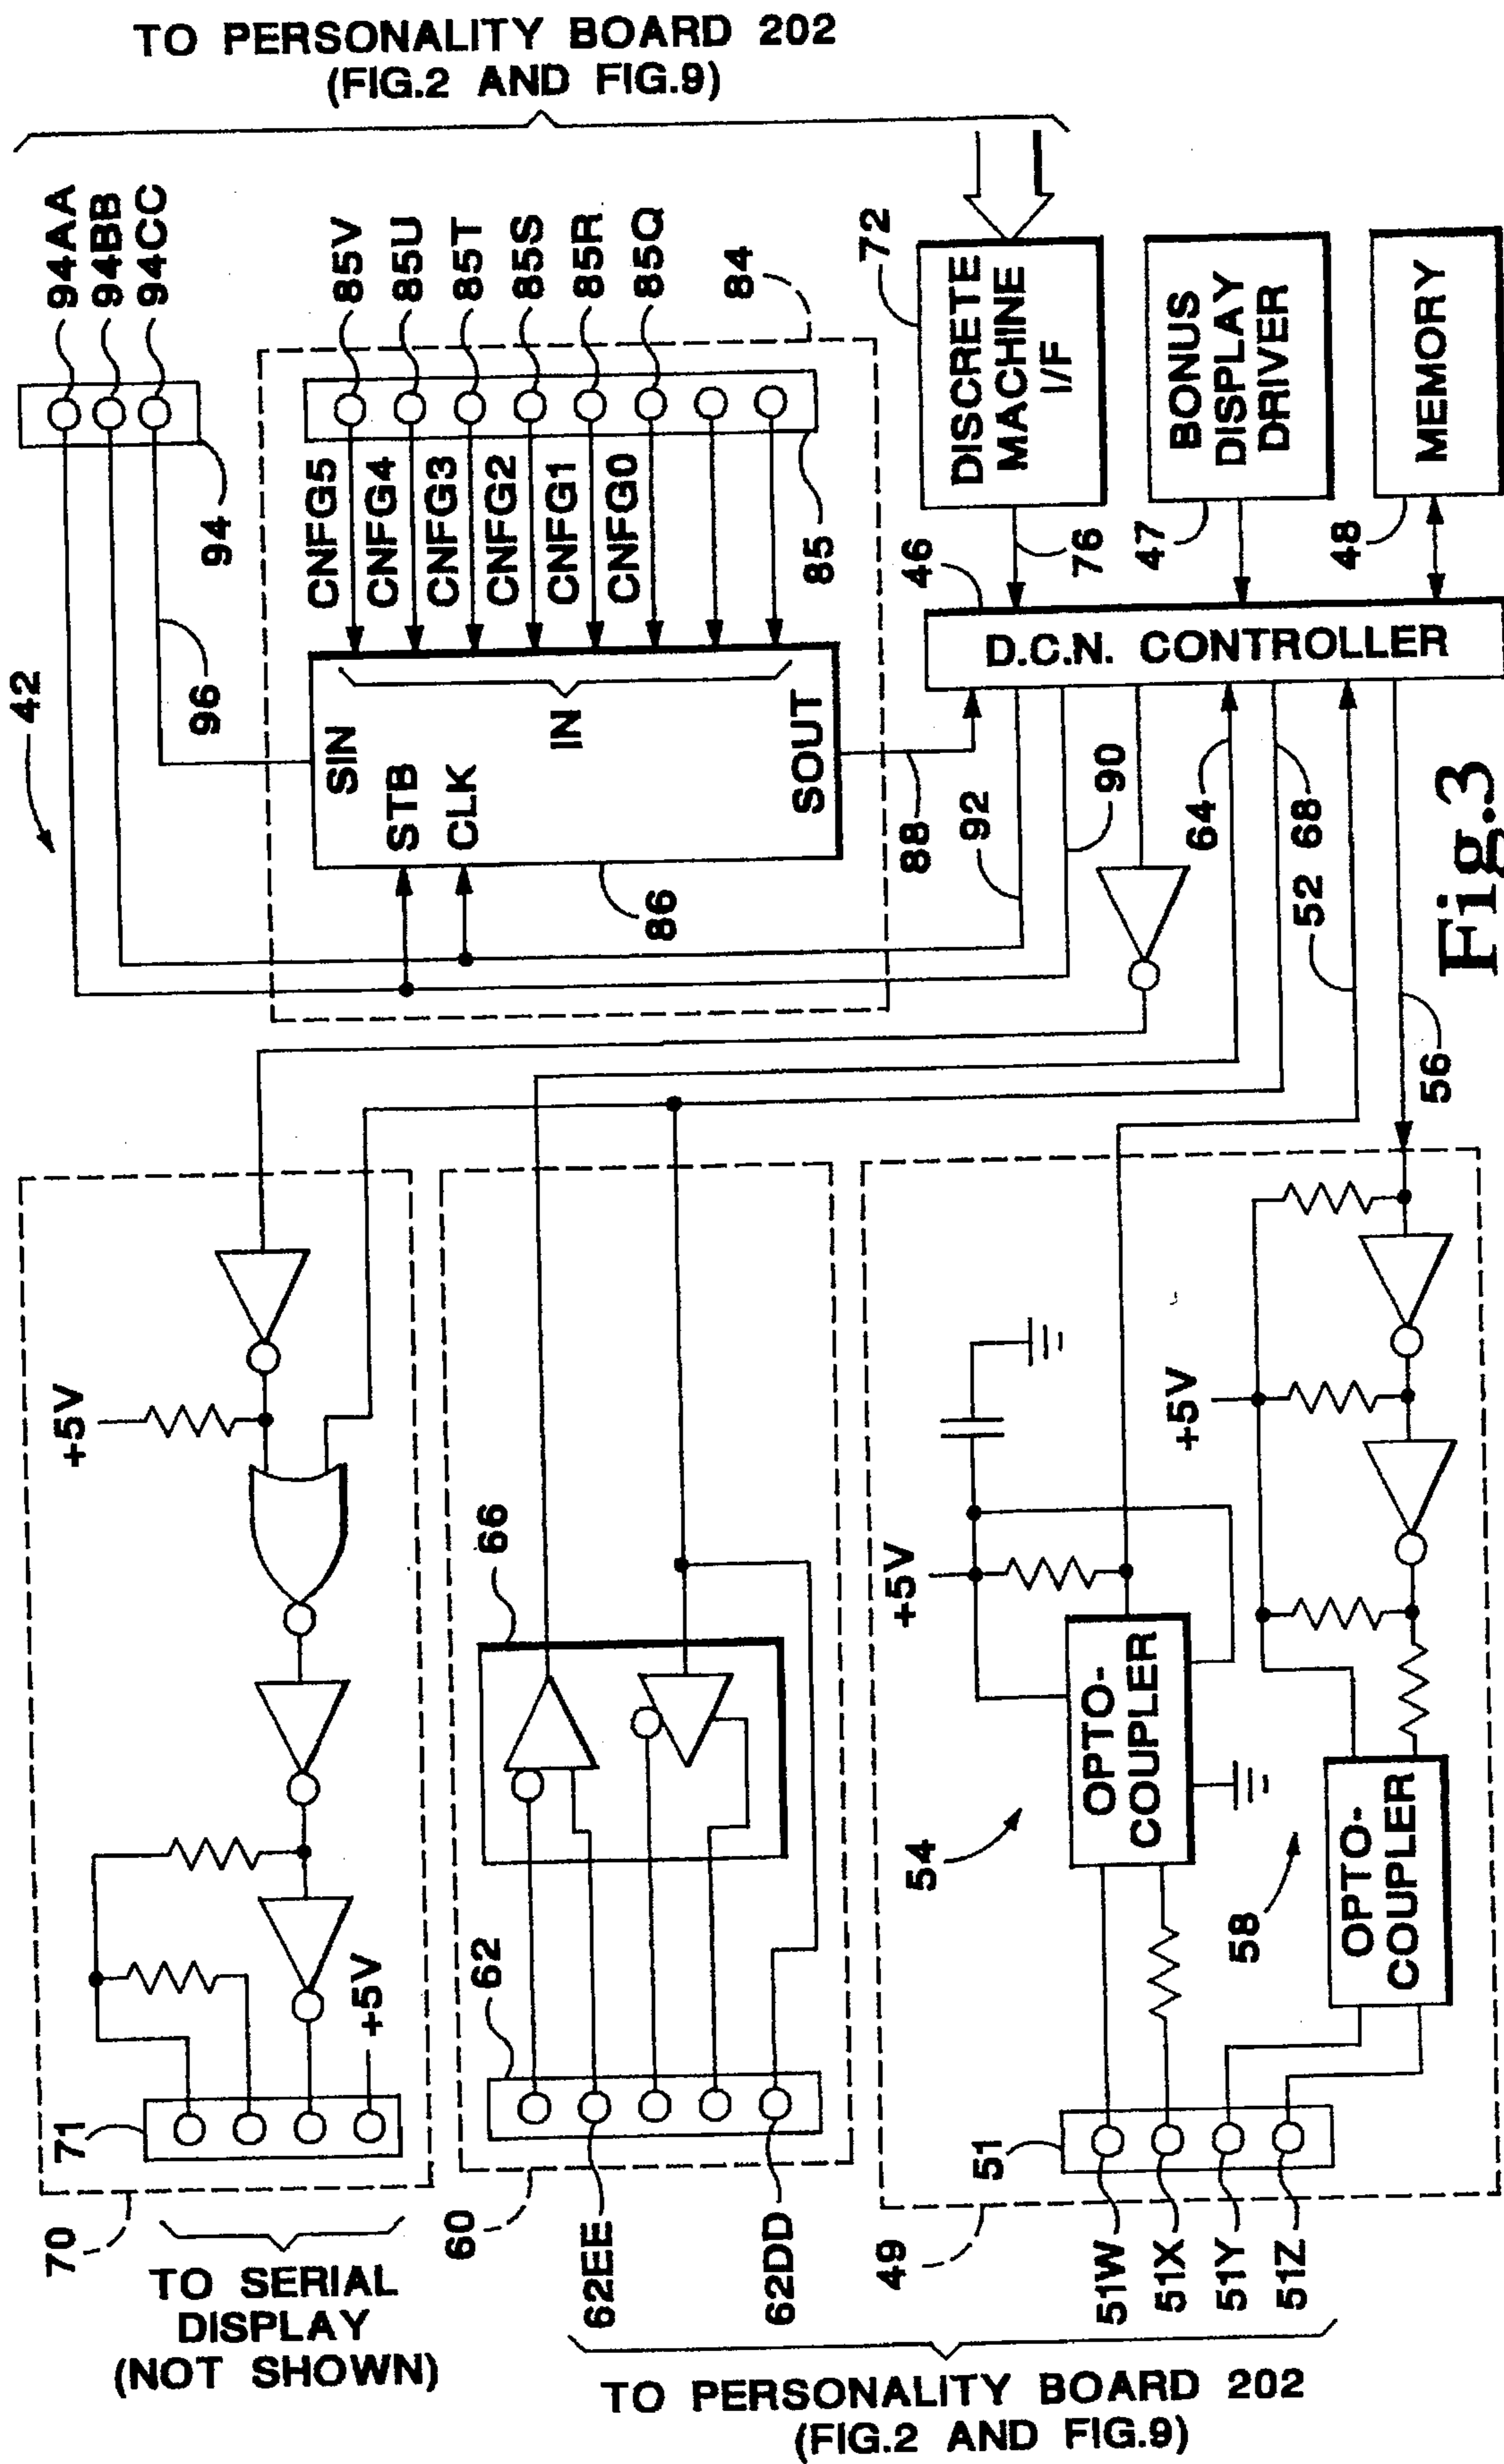 TO PERSONALITY BOARD 202
(FIG.2 AND FIG.9)
94AA
94BB
94CC
42
94
96
85V
85U
85T
85S
85R
85Q
84
CNFG5
CNFG4
CNFG3
CNFG2
CNFG1
CNFG0
85
SIN
STB
CLK
IN
SOUT
86
88
72
DISCRETE
MACHINE
I/F
BONUS
DISPLAY
DRIVER
MEMORY
46
76
47
48
D.C.N. CONTROLLER
92
90
64
68
52
56
Fig.3
+5V
71
70
+5V
TO SERIAL
DISPLAY
(NOT SHOWN)
66
62
60
62EE
62DD
+5V
+5V
OPTO-
COUPLER
54
OPTO-
COUPLER
58
51
49
51W
51X
51Y
51Z
TO PERSONALITY BOARD 202
(FIG.2 AND FIG.9)